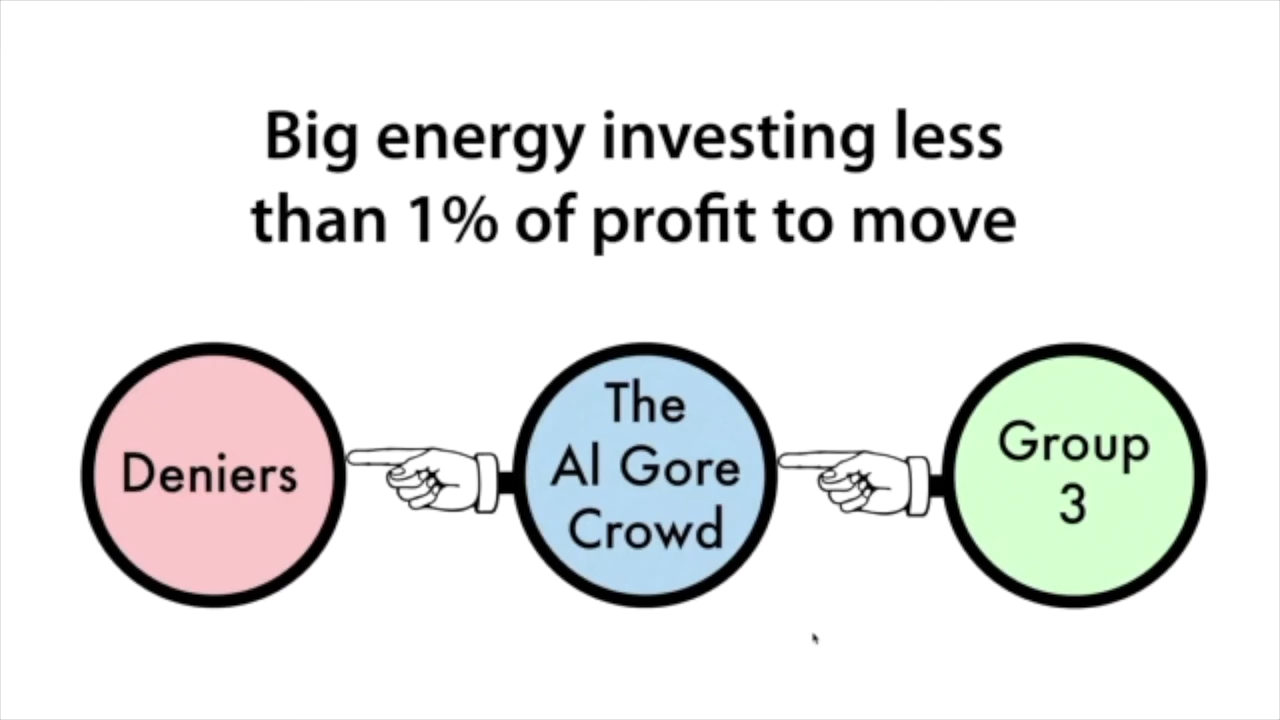 Big energy investing less
than 1% of profit to move
Deniers
The
Al Gore
Crowd
Group
3